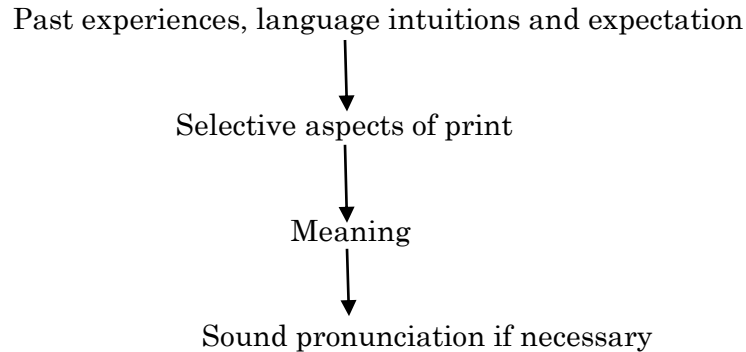 Past experiences, language intuitions and expectation
Selective aspects of print
Meaning
Sound pronunciation if necessary